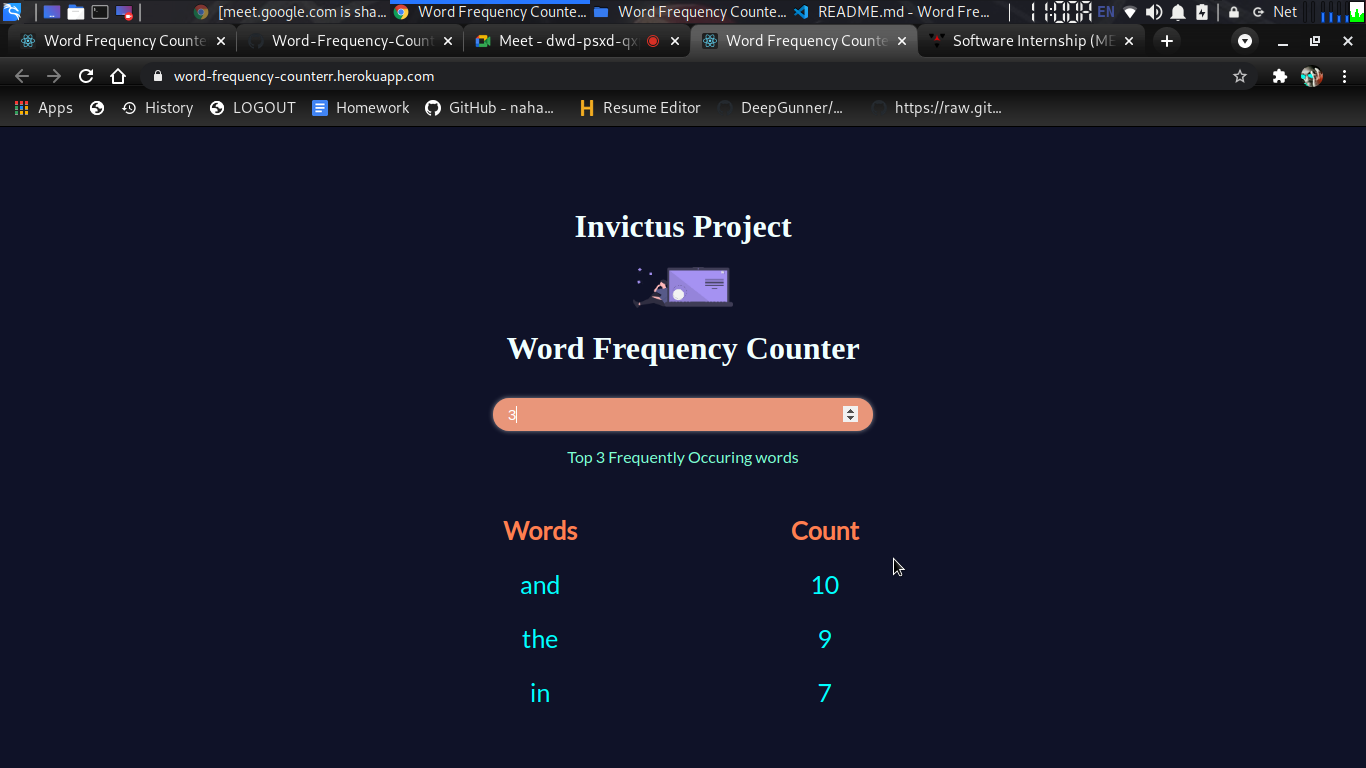 [meet.google.com is sha... Word Frequency Counte... Word Frequency Counte... README.md - Word Fre... EN Net
Word Frequency Counte Word-Frequency-Count Meet - dwd-psxd-qx Word Frequency Counte Software Internship (ME
word-frequency-counterr.herokuapp.com
Apps History LOGOUT Homework GitHub - naha... Resume Editor DeepGunner/... https://raw.git...
Invictus Project
Word Frequency Counter
3
Top 3 Frequently Occuring words
Words Count
and 10
the 9
in 7